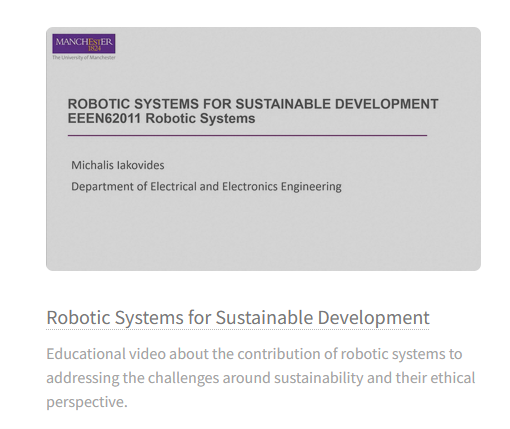 MANCHESTER
1824
The University of Manchester
ROBOTIC SYSTEMS FOR SUSTAINABLE DEVELOPMENT
EEEN62011 Robotic Systems
Michalis Iakovides
Department of Electrical and Electronics Engineering
Robotic Systems for Sustainable Development
Educational video about the contribution of robotic systems to
addressing the challenges around sustainability and their ethical
perspective.